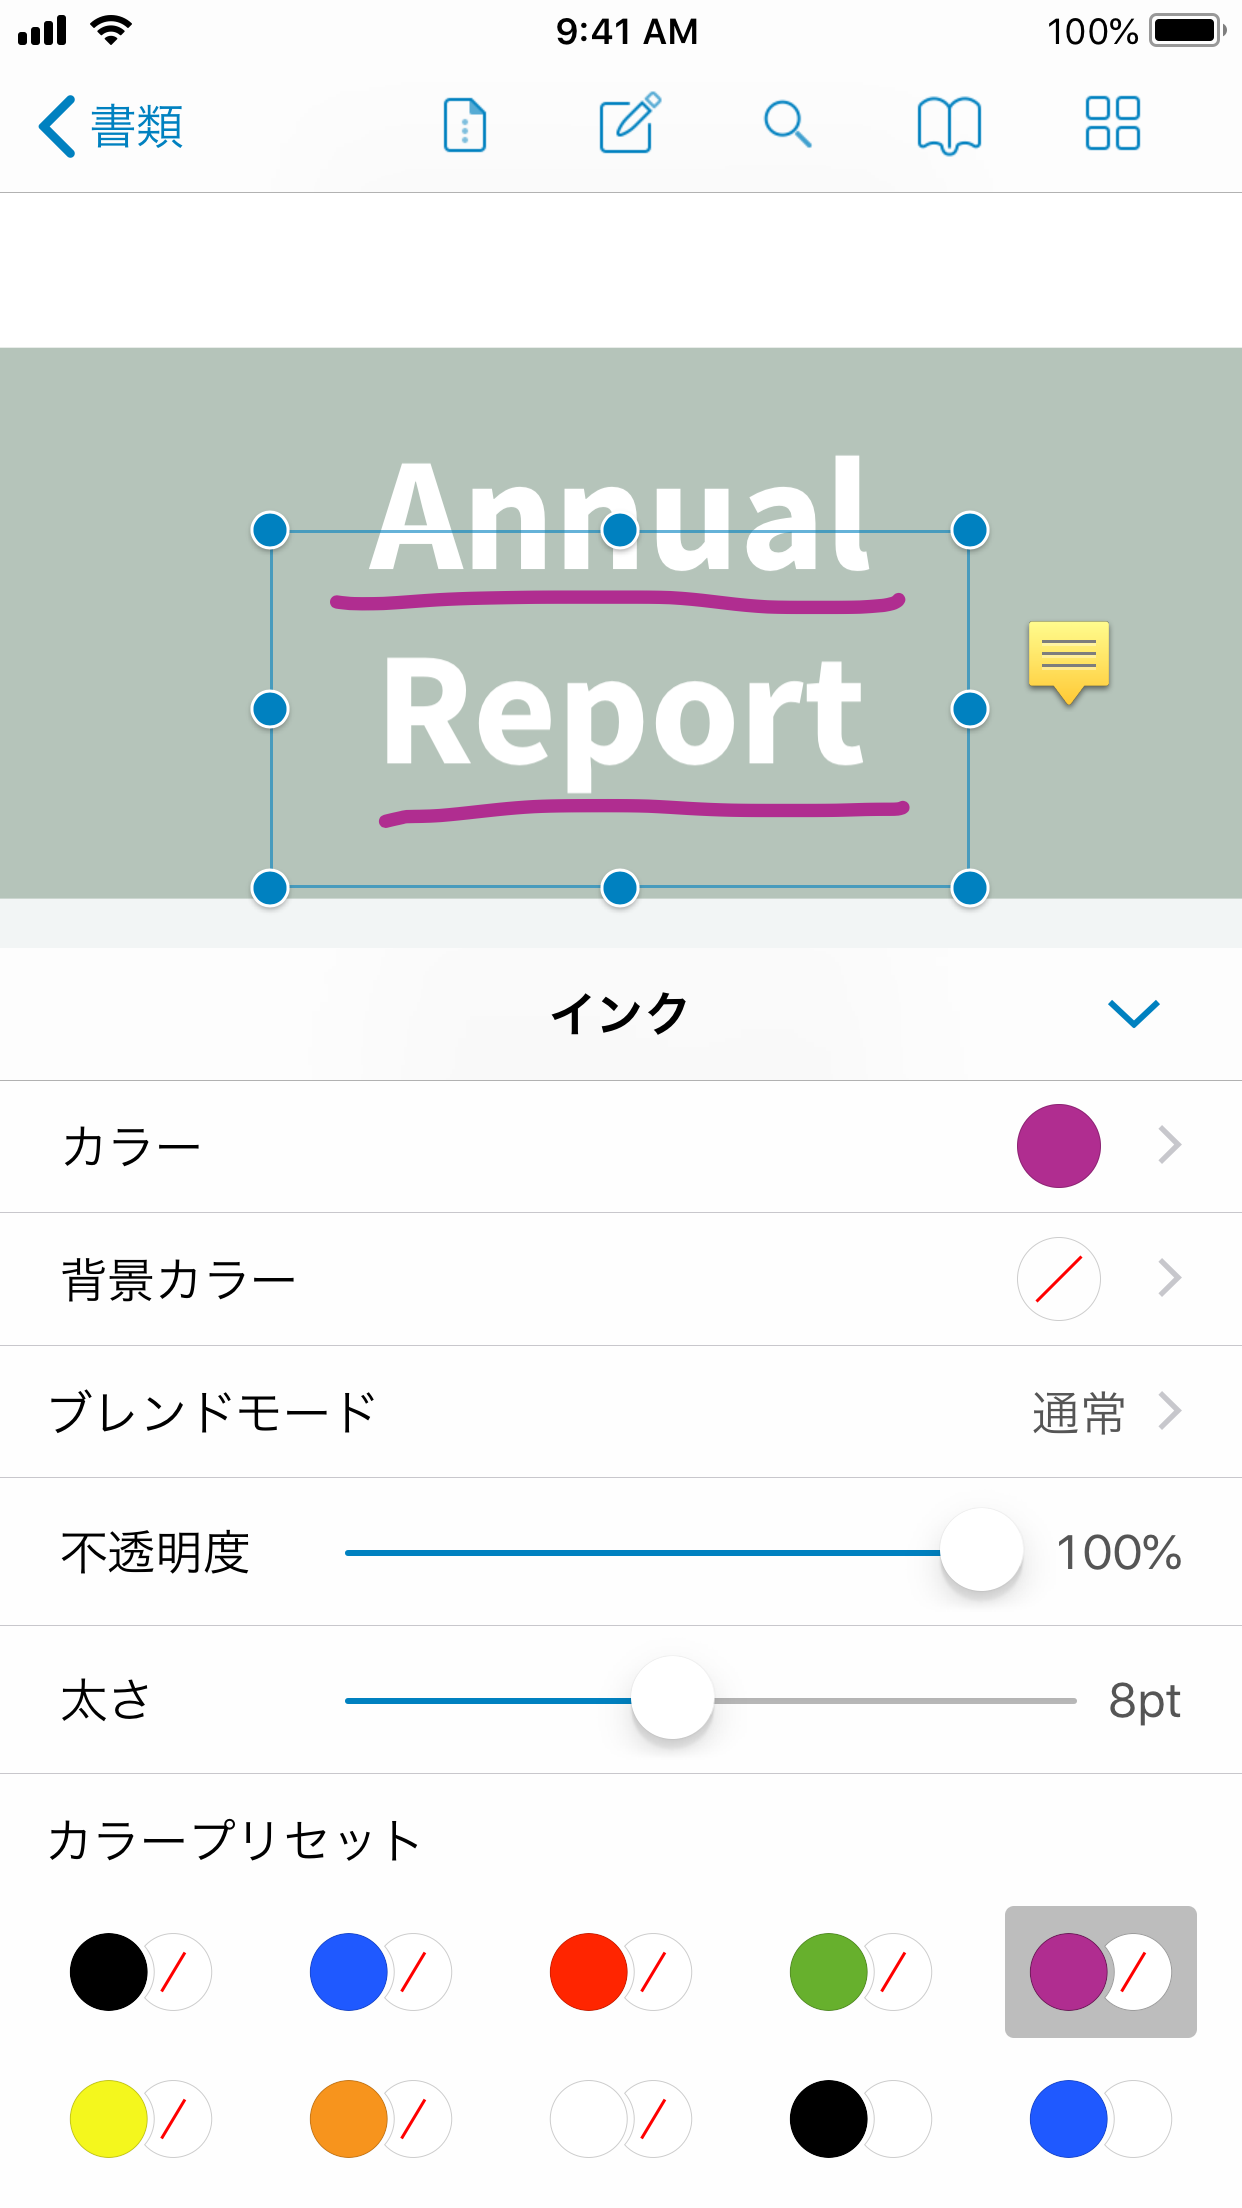 9:41 AM
100%
書類
Annual
Report
インク
カラー
背景カラー
ブレンドモード 通常
不透明度 100%
太さ 8pt
カラープリセット